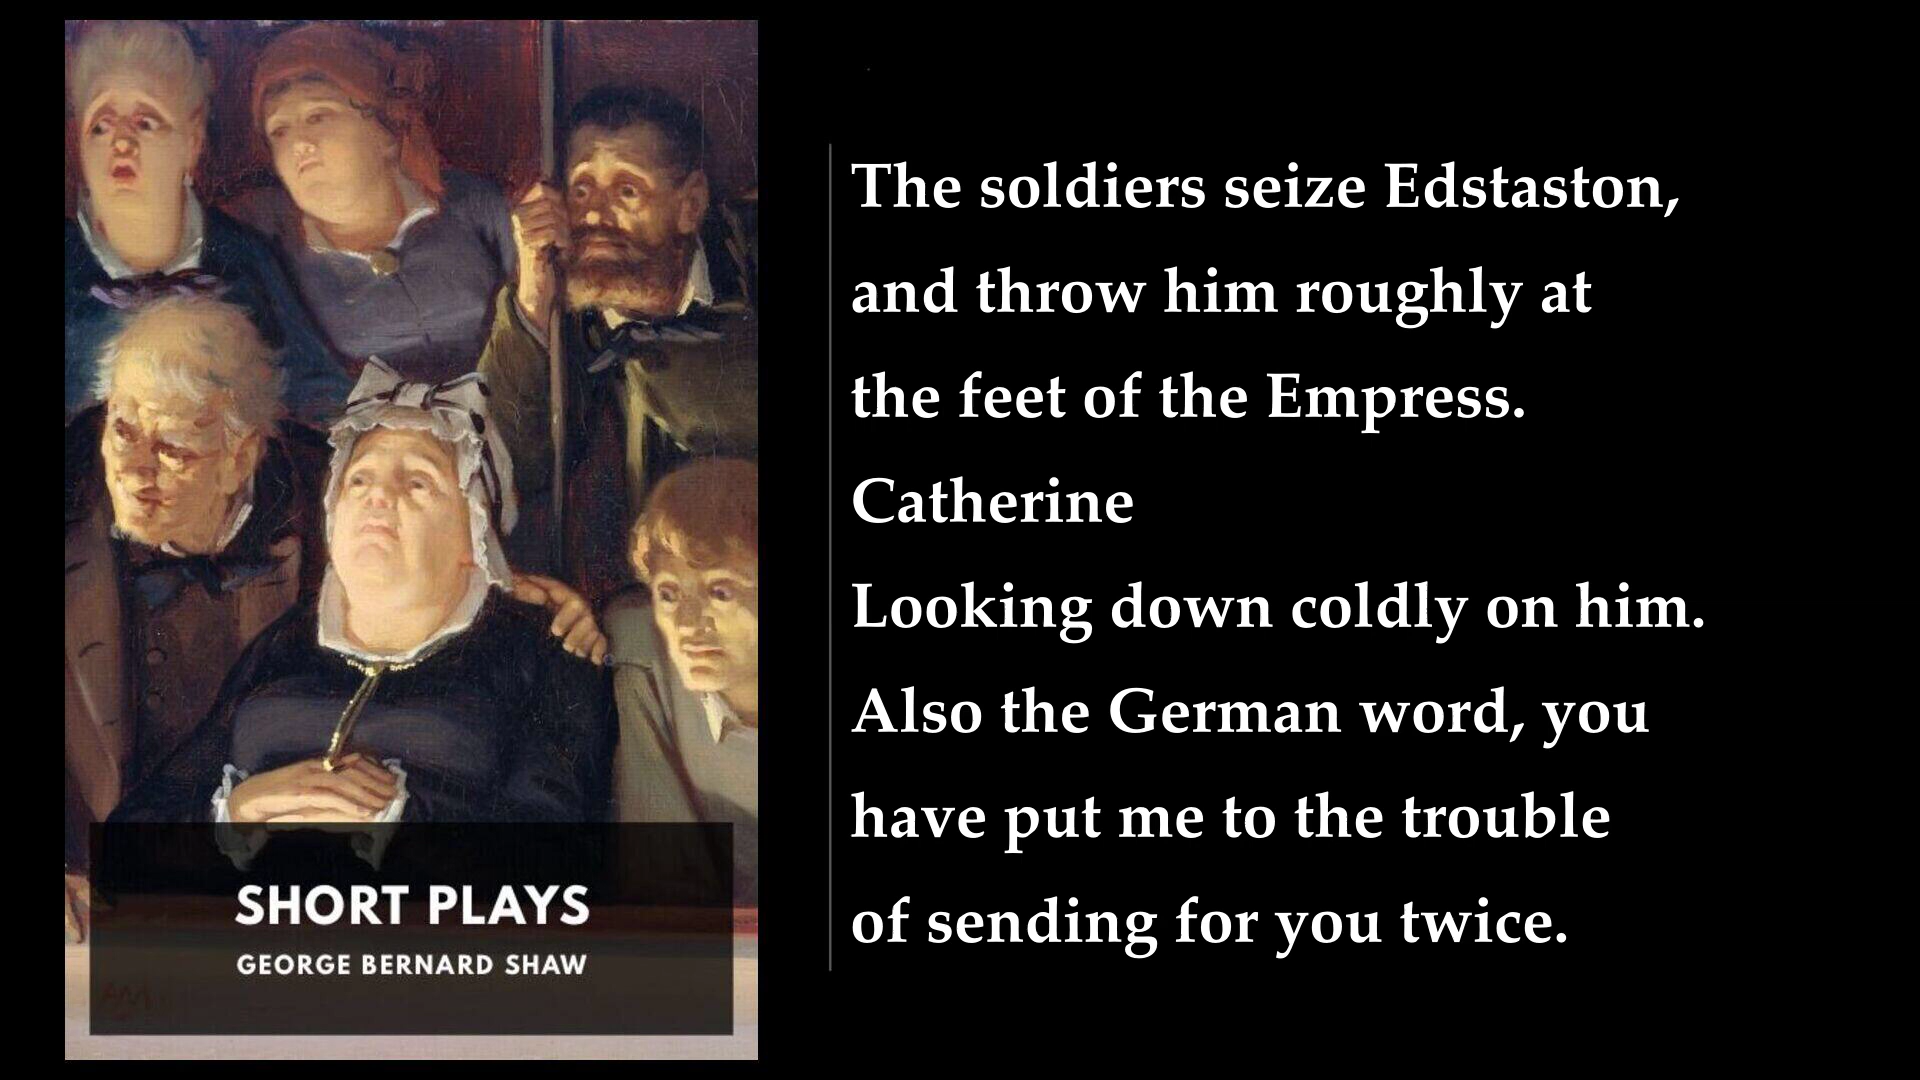 The soldiers seize Edstaston,
and throw him roughly at
the feet of the Empress.
Catherine
Looking down coldly on him.
Also the German word, you
have put me to the trouble
of sending for you twice.
SHORT PLAYS
GEORGE BERNARD SHAW